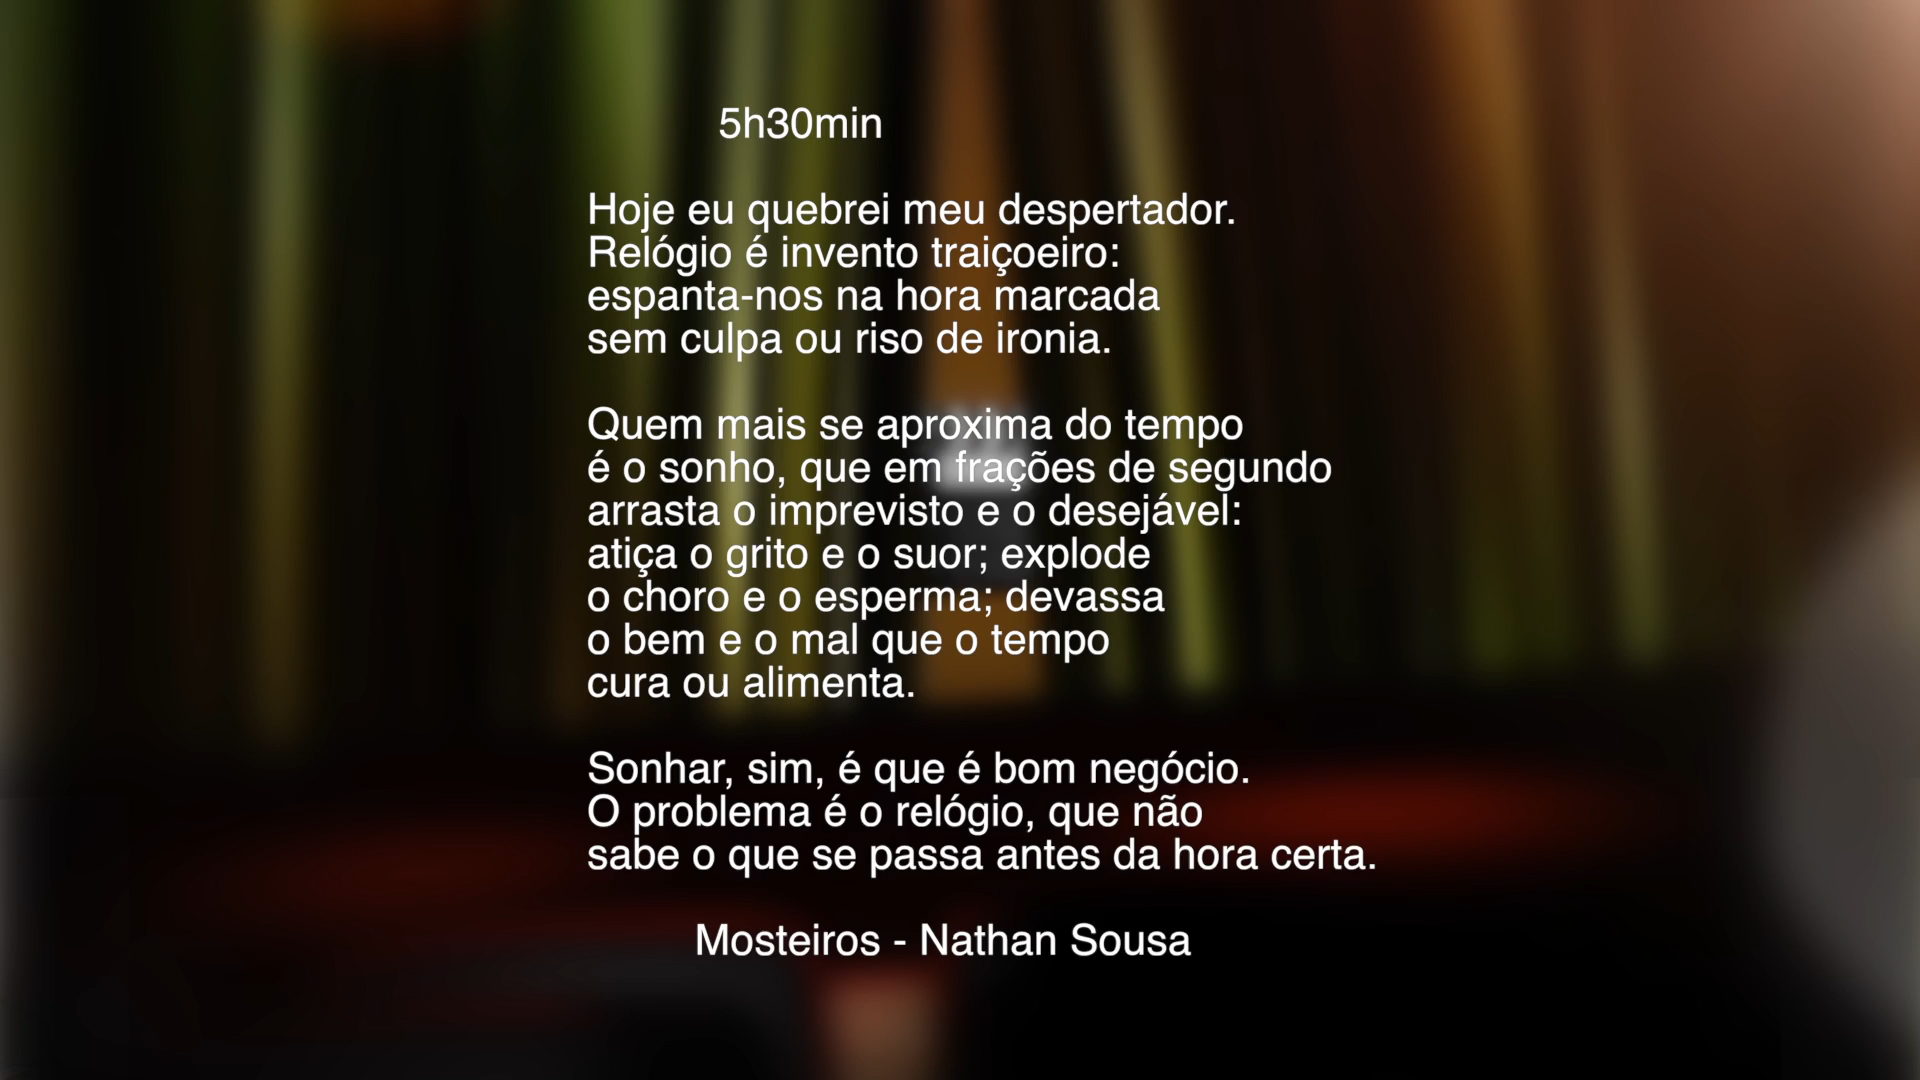 5h30min
Hoje eu quebrei meu despertador.
Relógio é invento traiçoeiro:
espanta-nos na hora marcada
sem culpa ou riso de ironia.
Quem mais se aproxima do tempo
é o sonho, que em frações de segundo
arrasta o imprevisto e o desejável:
atiça o grito e o suor; explode
o choro e o esperma; devassa
o bem e o mal que o tempo
cura ou alimenta.
Sonhar, sim, é que é bom negócio.
O problema é o relógio, que não
sabe o que se passa antes da hora certa.
Mosteiros - Nathan Sousa